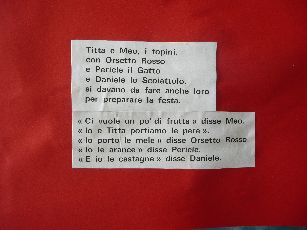 Titta e Meo, i topini,
con Orsetto Rosso
e Pericle il Gatto
e Daniele lo Scoiattolo,
si davano da fare anche loro
per preparare la festa.
« Ci vuole un po' di frutta » disse Meo.
« Io e Titta portiamo le pere ».
« Io porto le mele » disse Orsetto Rosso.
« Io le arance » disse Pericle.
« E io le castagne » disse Daniele.